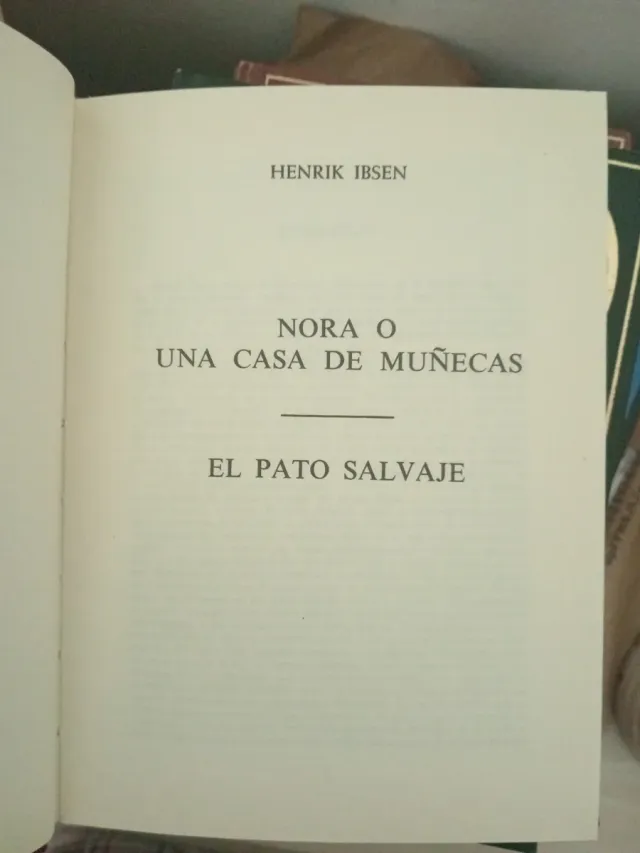 HENRIK IBSEN
NORA O
UNA CASA DE MUÑECAS
EL PATO SALVAJE